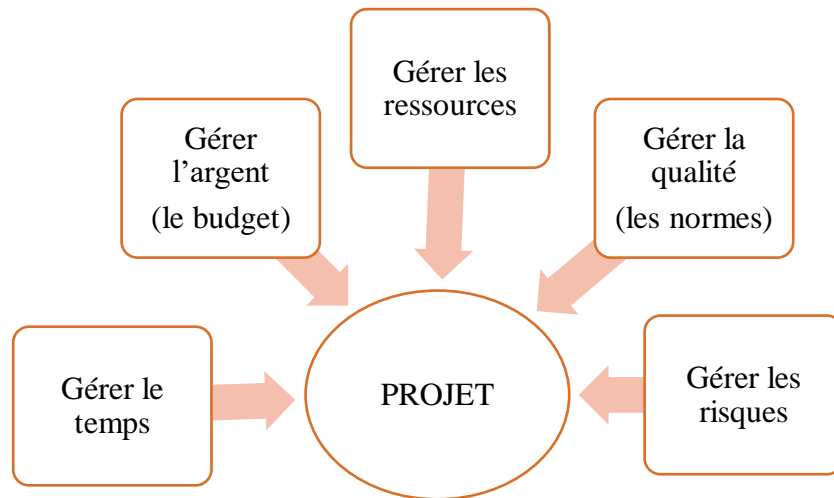 Gérer les
ressources
Gérer
l’argent
(le budget)
Gérer la
qualité
(les normes)
Gérer le
temps
PROJET
Gérer les
risques